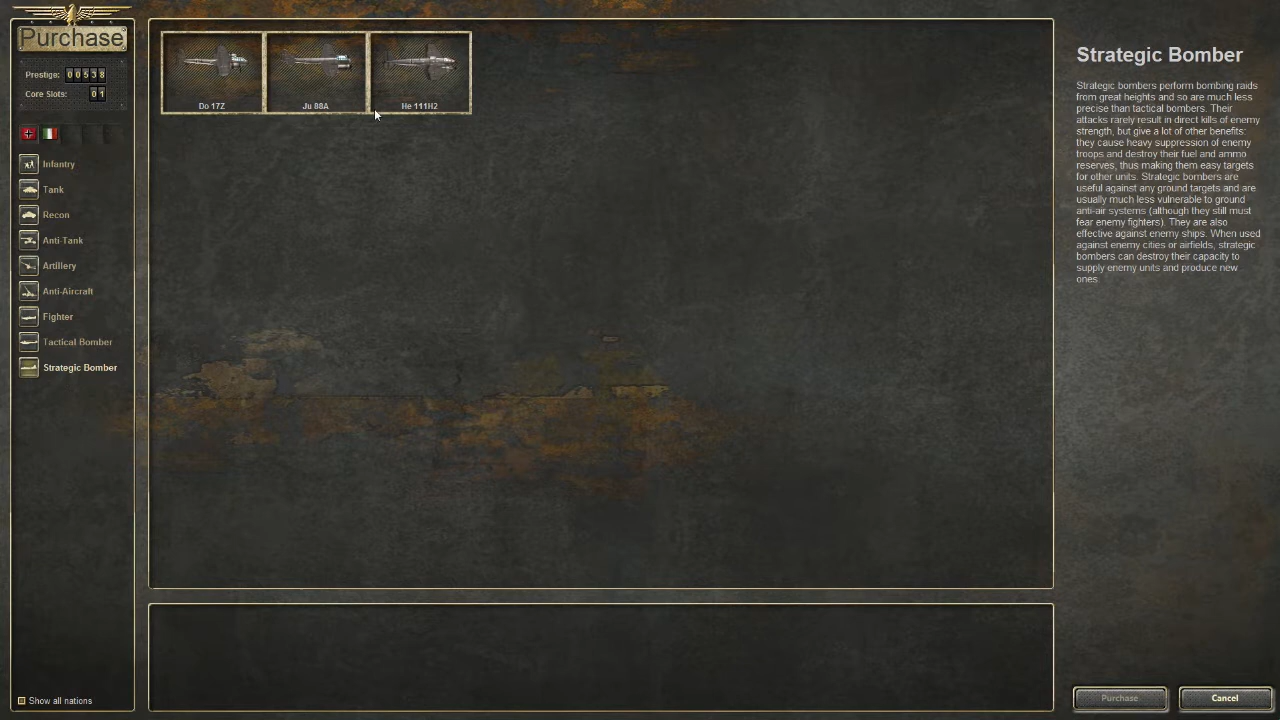 Purchase
Prestige: 00538
Core Slots: 01
Infantry
Tank
Recon
Anti-Tank
Artillery
Anti-Aircraft
Fighter
Tactical Bomber
Strategic Bomber
Show all nations
Do 17Z
Ju 88A
He 111H2
Strategic Bomber
Strategic bombers perform bombing raids
from great heights and so are much less
precise than tactical bombers. Their
attacks rarely result in direct kills of enemy
strength, but give a lot of other benefits:
they cause heavy suppression of enemy
troops and destroy their fuel and ammo
reserves, thus making them easy targets
for other units. Strategic bombers are
useful against any ground targets and are
usually much less vulnerable to ground
anti-air systems (although they still must
fear enemy fighters). They are also
effective against enemy ships. When used
against enemy cities or airfields, strategic
bombers can destroy their capacity to
supply enemy units and produce new
ones.
Purchase
Cancel